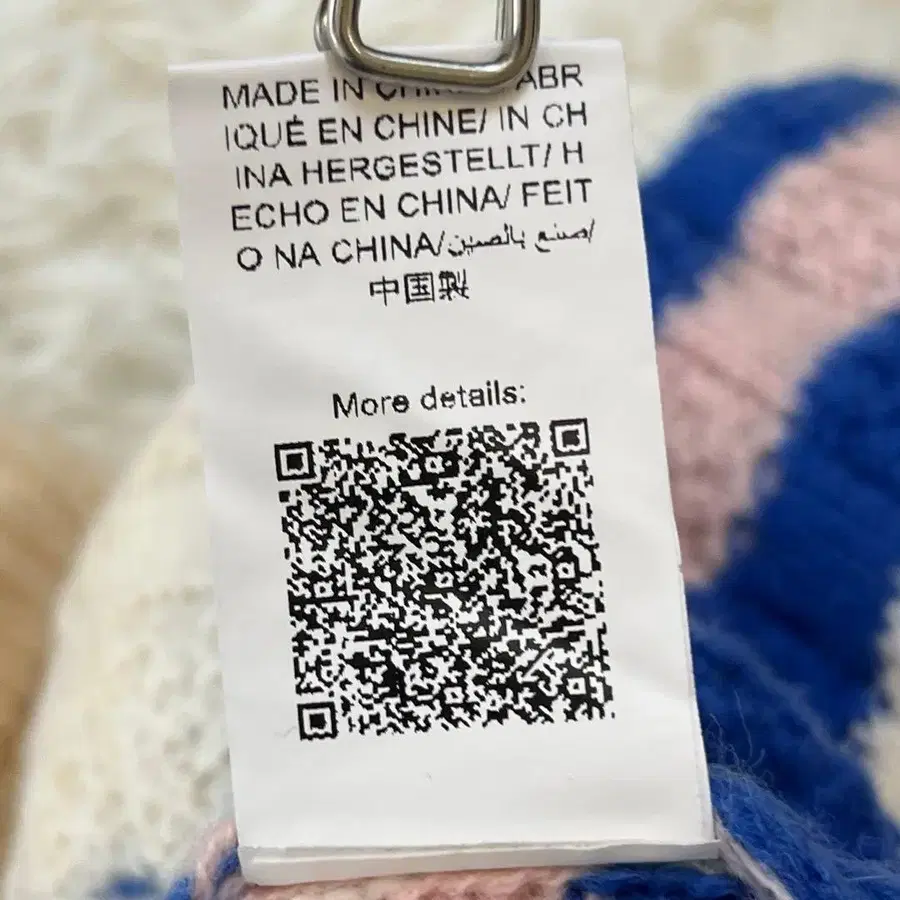 MADE IN CHINA/ FABR
IQUÉ EN CHINE/ IN CH
INA HERGESTELLT/ H
ECHO EN CHINA/ FEIT
O NA CHINA/صنع بالصين/
中国製
More details: